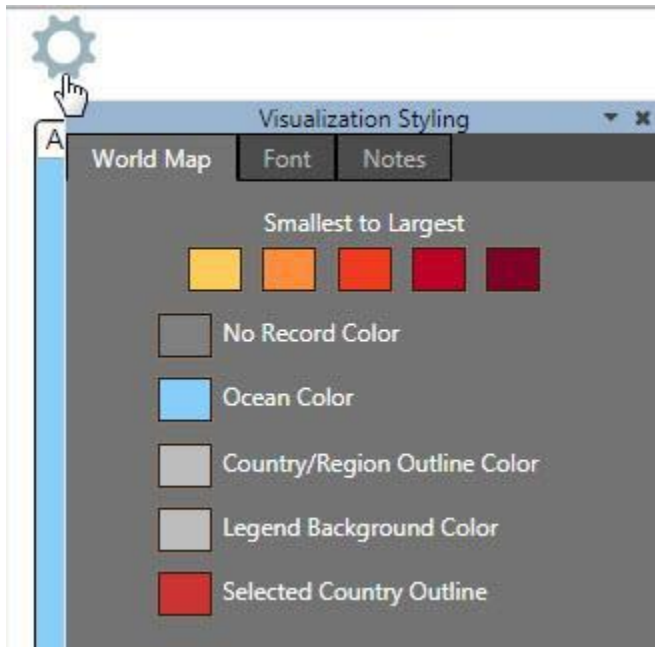 Visualization Styling
A
World Map Font Notes
Smallest to Largest
No Record Color
Ocean Color
Country/Region Outline Color
Legend Background Color
Selected Country Outline